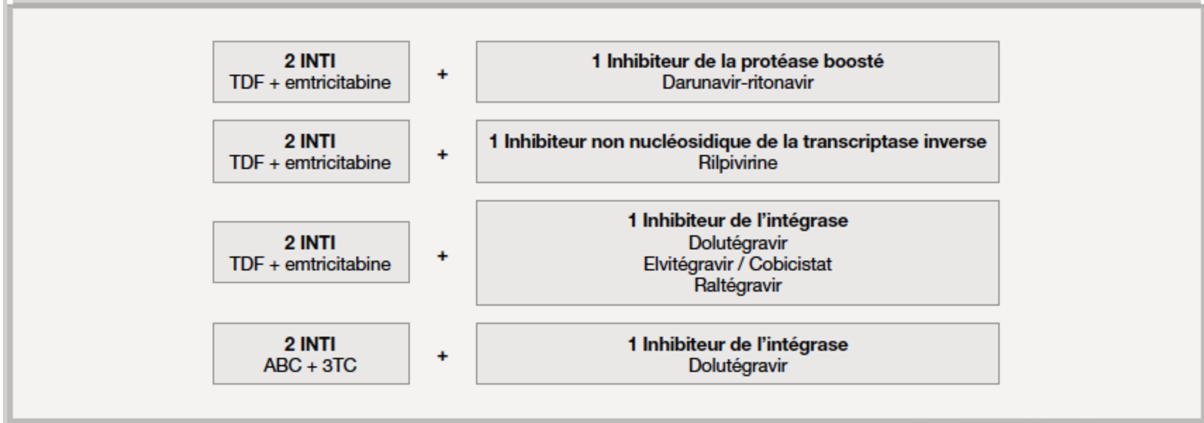 2 INTI
TDF + emtricitabine
+
1 Inhibiteur de la protéase boosté
Darunavir-ritonavir
2 INTI
TDF + emtricitabine
+
1 Inhibiteur non nucléosidique de la transcriptase inverse
Rilpivirine
2 INTI
TDF + emtricitabine
+
1 Inhibiteur de l’intégrase
Dolutégravir
Elvitégravir / Cobicistat
Raltégravir
2 INTI
ABC + 3TC
+
1 Inhibiteur de l’intégrase
Dolutégravir